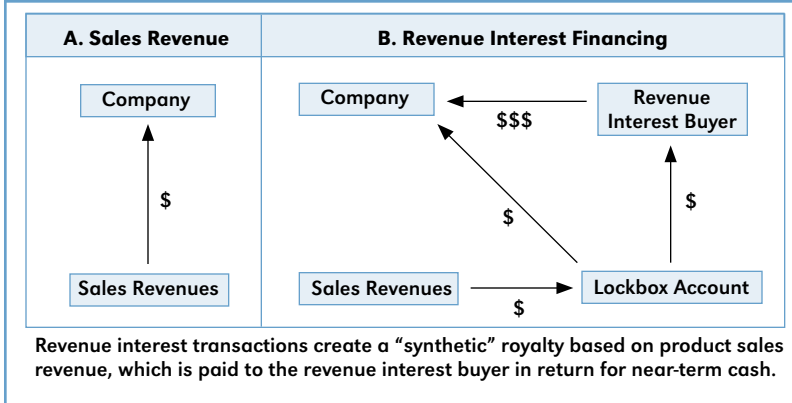 A. Sales Revenue
B. Revenue Interest Financing
Company
$
Sales Revenues
Company
$$$
Revenue
Interest Buyer
$
$
Sales Revenues
$
Lockbox Account
Revenue interest transactions create a “synthetic” royalty based on product sales
revenue, which is paid to the revenue interest buyer in return for near-term cash.